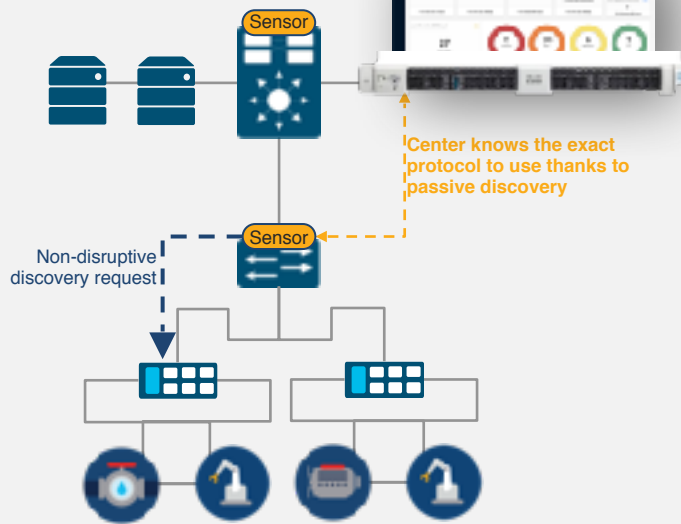 Sensor
Center knows the exact
protocol to use thanks to
passive discovery
Sensor
Non-disruptive
discovery request